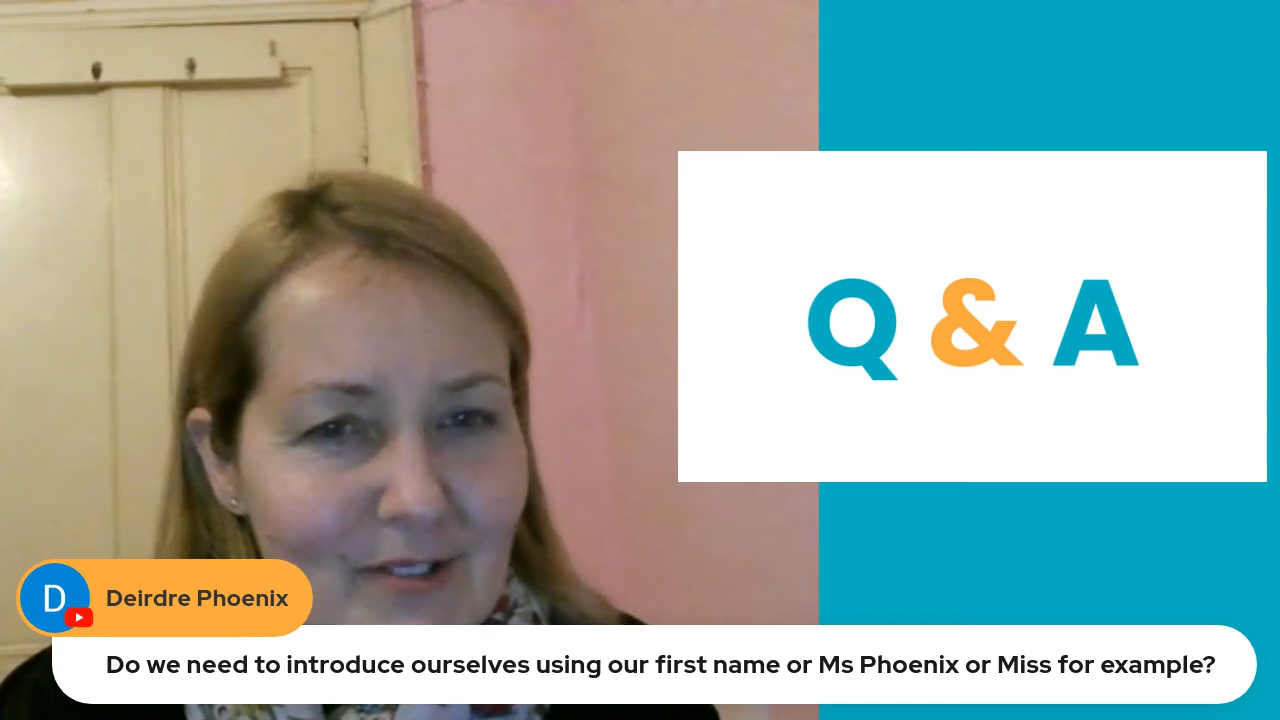 Q & A
D
Deirdre Phoenix
Do we need to introduce ourselves using our first name or Ms Phoenix or Miss for example?